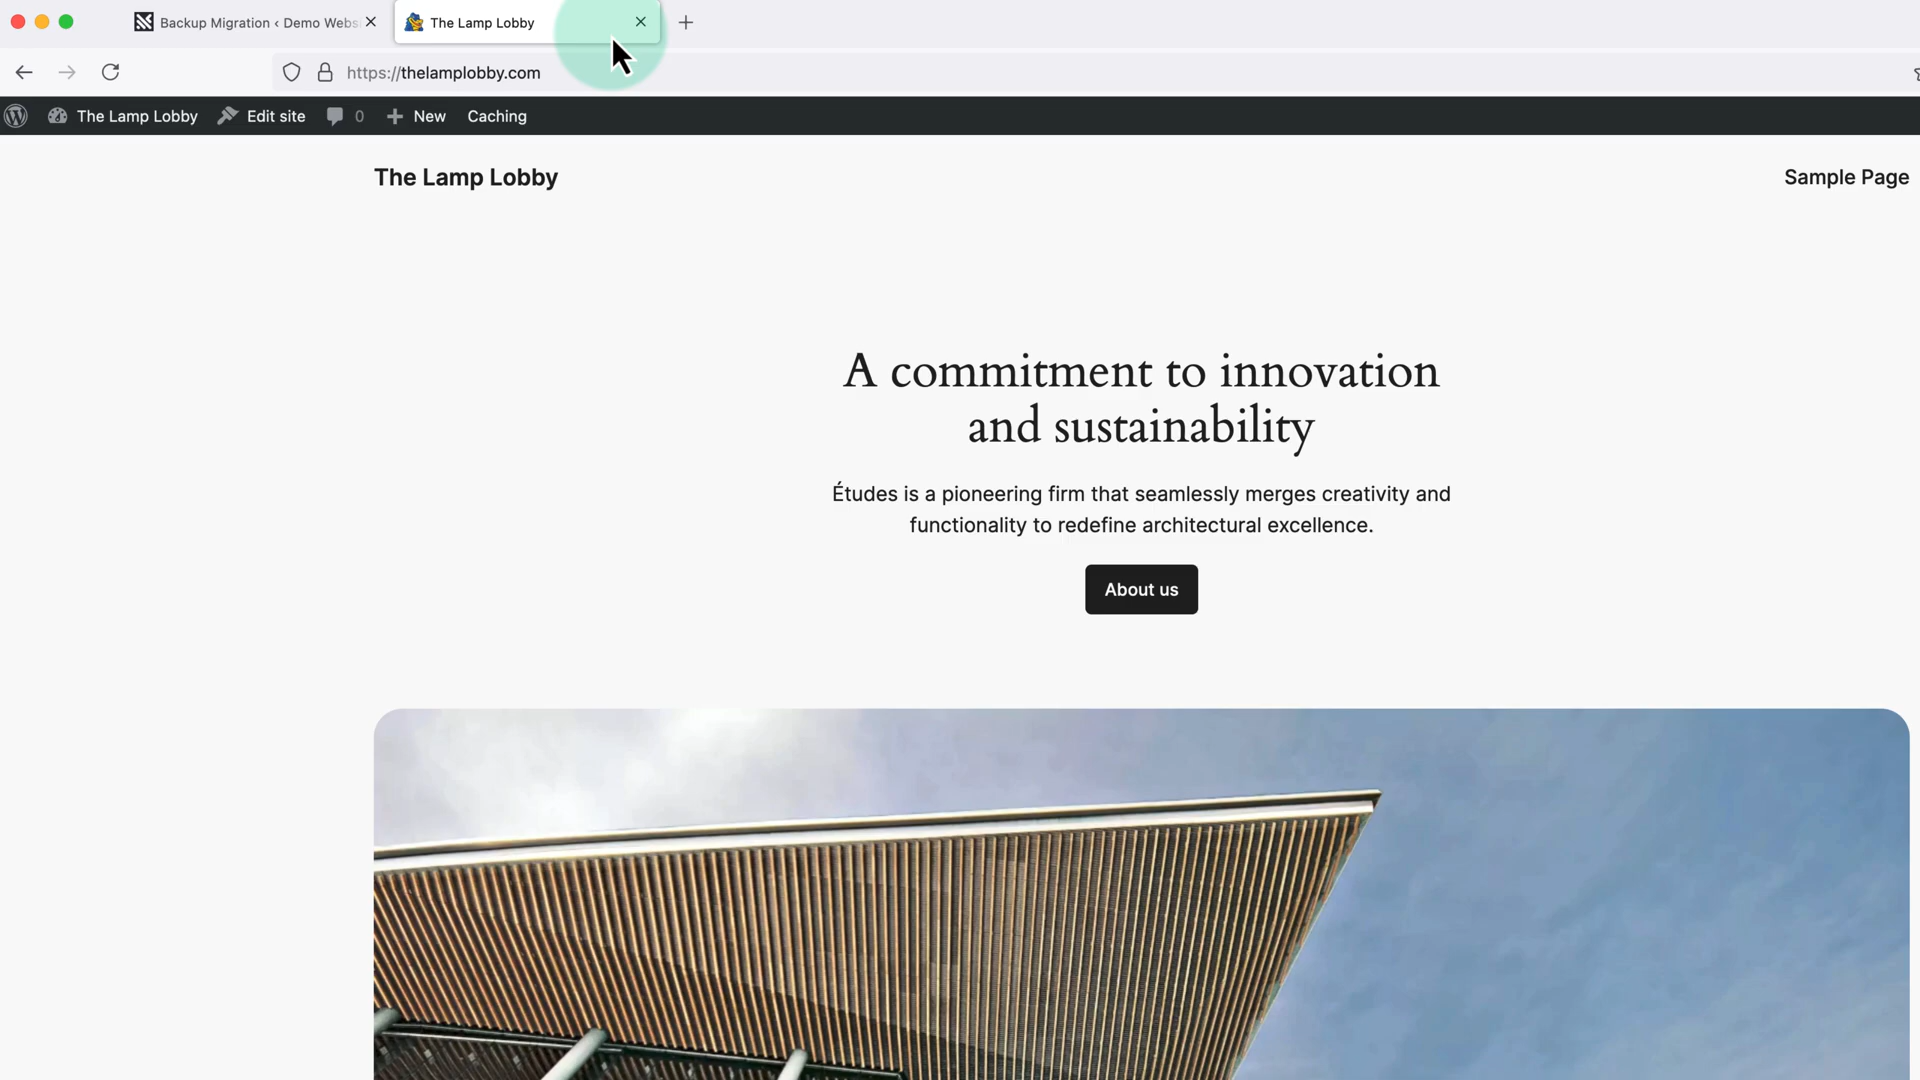 Backup Migration ‹ Demo Webs
The Lamp Lobby
https://thelamplobby.com
The Lamp Lobby
Edit site
0
New
Caching
The Lamp Lobby
Sample Page
A commitment to innovation
and sustainability
Études is a pioneering firm that seamlessly merges creativity and
functionality to redefine architectural excellence.
About us